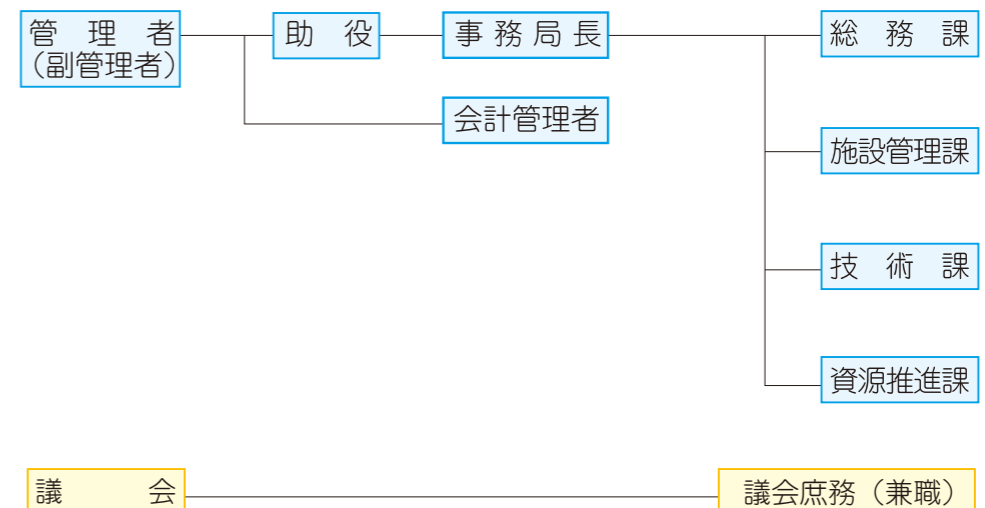 管理者
（副管理者）
助役
事務局長
総務課
会計管理者
施設管理課
技術課
資源推進課
議会
議会庶務（兼職）